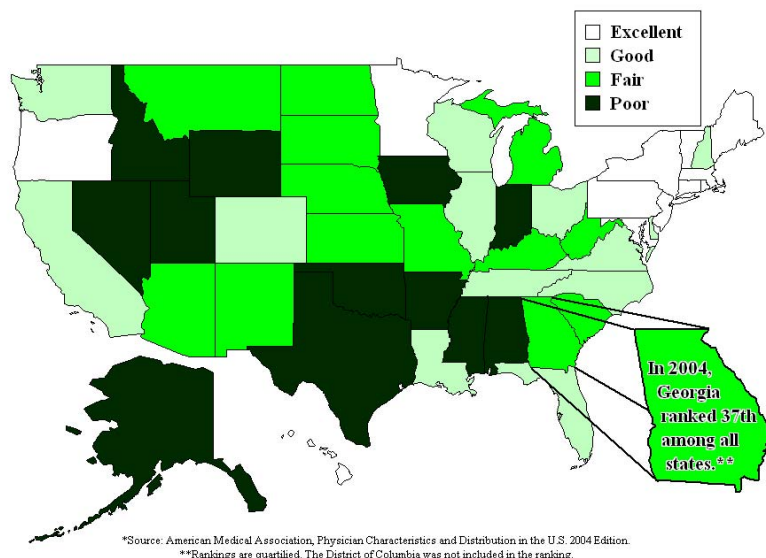 Excellent
Good
Fair
Poor
In 2004,
Georgia
ranked 37th
among all
states.**
*Source: American Medical Association, Physician Characteristics and Distribution in the U.S. 2004 Edition.
**Rankings are quartilied. The District of Columbia was not included in the ranking.